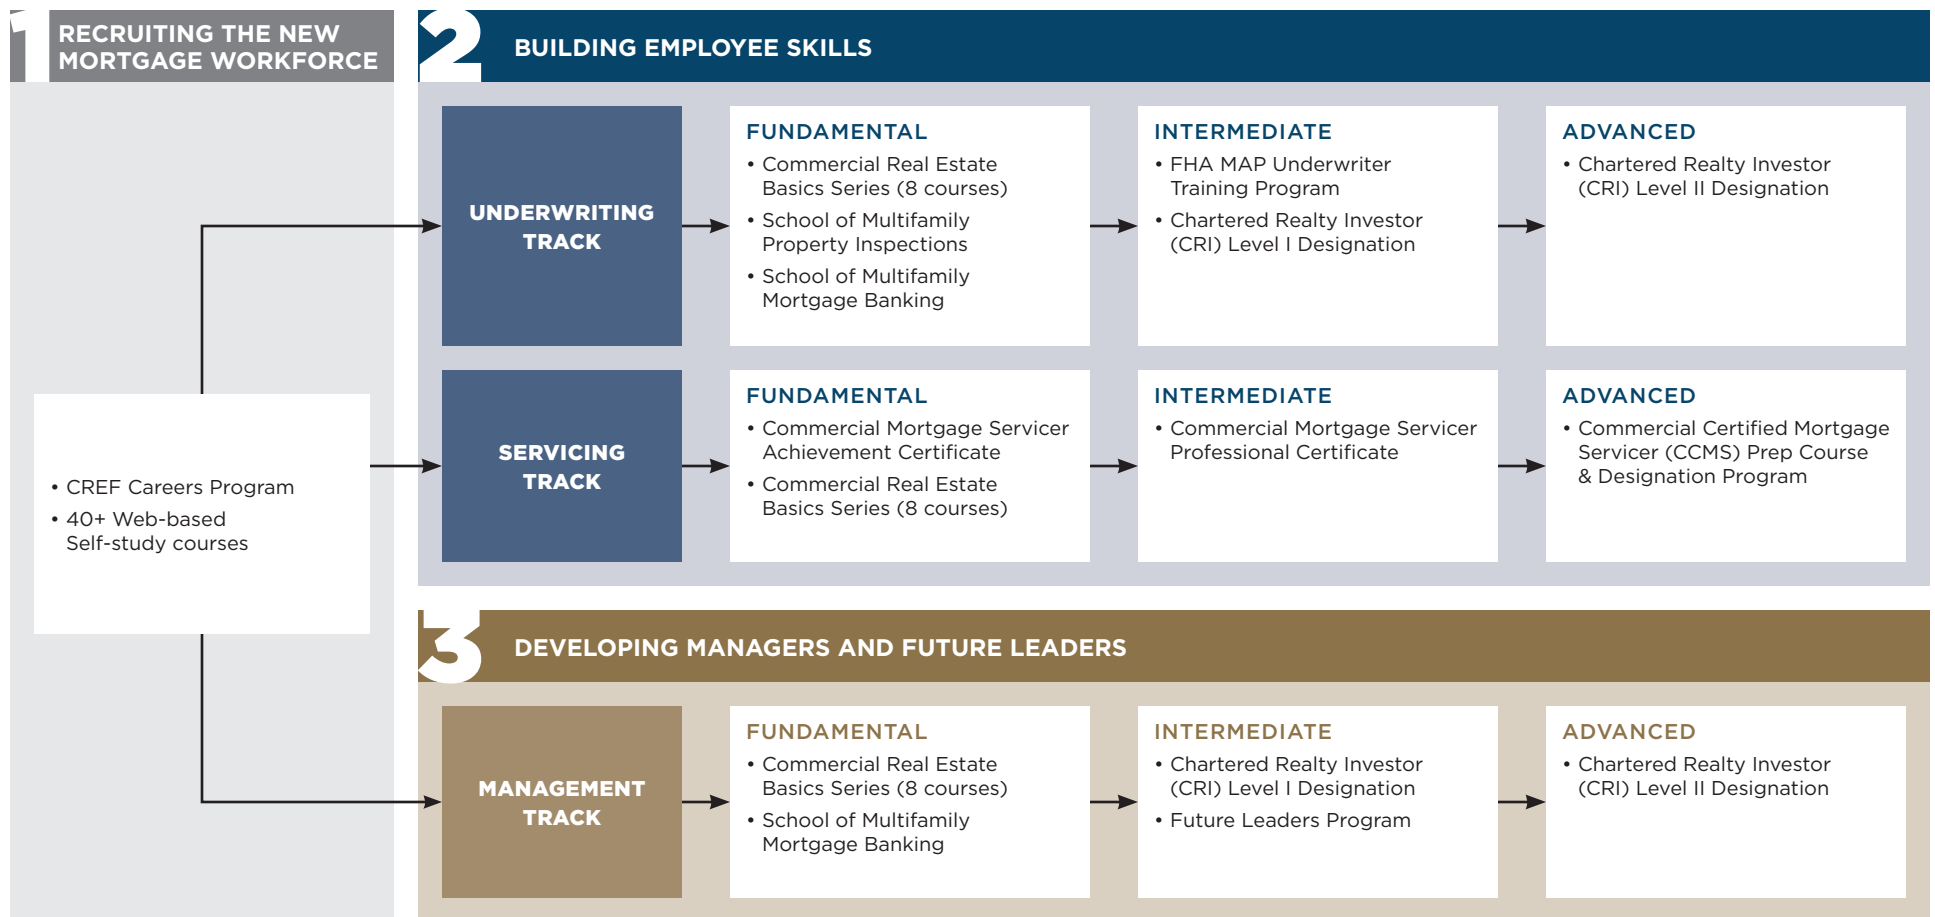 1
RECRUITING THE NEW
MORTGAGE WORKFORCE
• CREF Careers Program
• 40+ Web-based
Self-study courses
2
BUILDING EMPLOYEE SKILLS
UNDERWRITING
TRACK
FUNDAMENTAL
• Commercial Real Estate
Basics Series (8 courses)
• School of Multifamily
Property Inspections
• School of Multifamily
Mortgage Banking
INTERMEDIATE
• FHA MAP Underwriter
Training Program
• Chartered Realty Investor
(CRI) Level I Designation
ADVANCED
• Chartered Realty Investor
(CRI) Level II Designation
SERVICING
TRACK
FUNDAMENTAL
• Commercial Mortgage Servicer
Achievement Certificate
• Commercial Real Estate
Basics Series (8 courses)
INTERMEDIATE
• Commercial Mortgage Servicer
Professional Certificate
ADVANCED
• Commercial Certified Mortgage
Servicer (CCMS) Prep Course
& Designation Program
3
DEVELOPING MANAGERS AND FUTURE LEADERS
MANAGEMENT
TRACK
FUNDAMENTAL
• Commercial Real Estate
Basics Series (8 courses)
• School of Multifamily
Mortgage Banking
INTERMEDIATE
• Chartered Realty Investor
(CRI) Level I Designation
• Future Leaders Program
ADVANCED
• Chartered Realty Investor
(CRI) Level II Designation